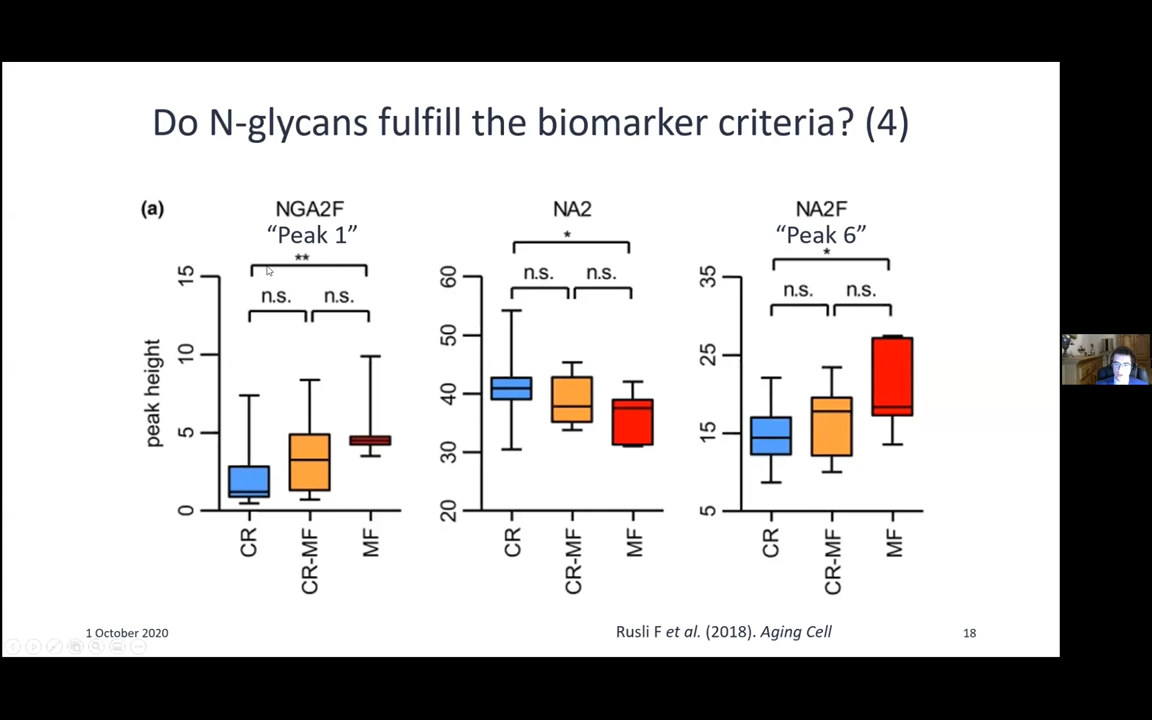 Do N-glycans fulfill the biomarker criteria? (4)
(a)
NGA2F
“Peak 1”
**
n.s. n.s.
peak height
15
10
5
0
CR
CR-MF
MF
NA2
*
n.s. n.s.
60
50
40
30
20
CR
CR-MF
MF
NA2F
“Peak 6”
*
n.s. n.s.
35
25
15
5
CR
CR-MF
MF
1 October 2020
Rusli F et al. (2018). Aging Cell
18